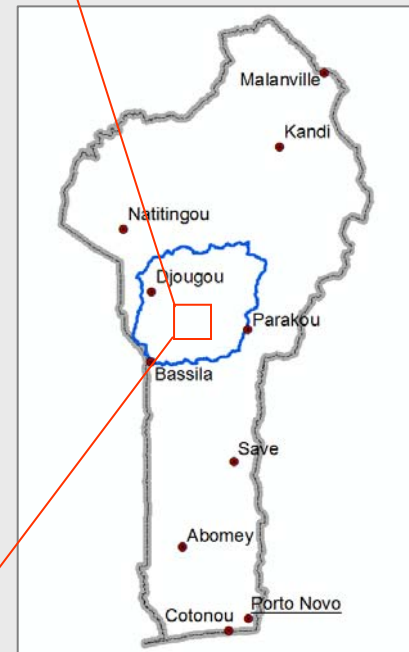 Malanville
Kandi
Natitingou
Djougou
Parakou
Bassila
Save
Abomey
Porto Novo
Cotonou